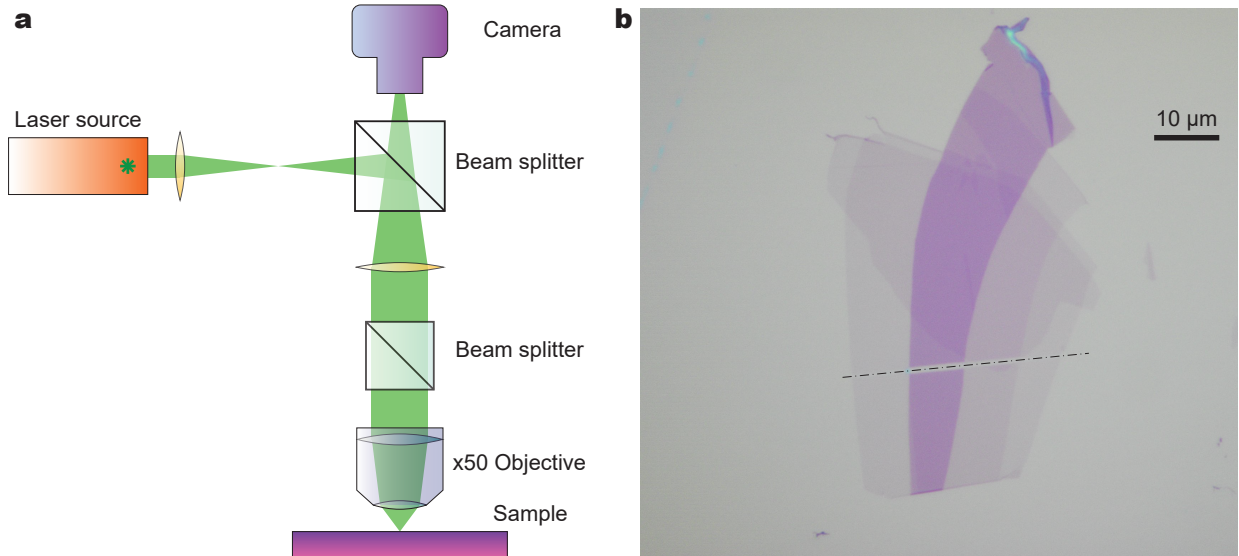 a
Camera
Laser source
Beam splitter
Beam splitter
x50 Objective
Sample
b
10 µm